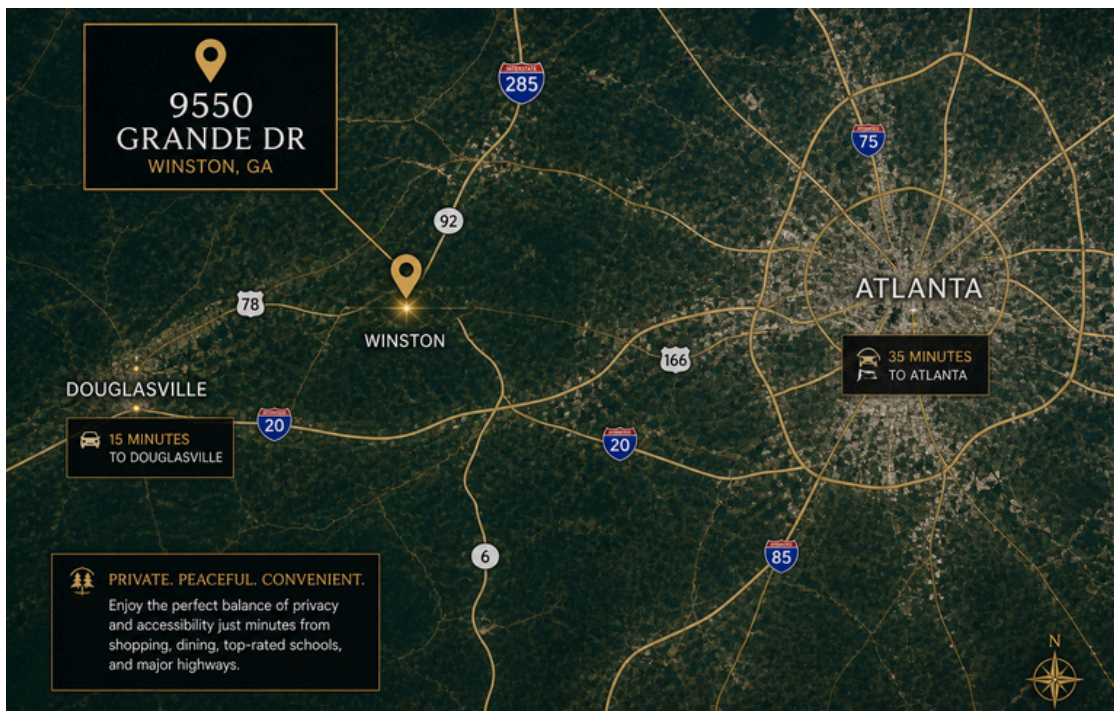 9550
GRANDE DR
WINSTON, GA
INTERSTATE
285
75
92
78
WINSTON
ATLANTA
166
35 MINUTES
TO ATLANTA
DOUGLASVILLE
20
15 MINUTES
TO DOUGLASVILLE
20
6
85
PRIVATE. PEACEFUL. CONVENIENT.
Enjoy the perfect balance of privacy
and accessibility just minutes from
shopping, dining, top-rated schools,
and major highways.
N